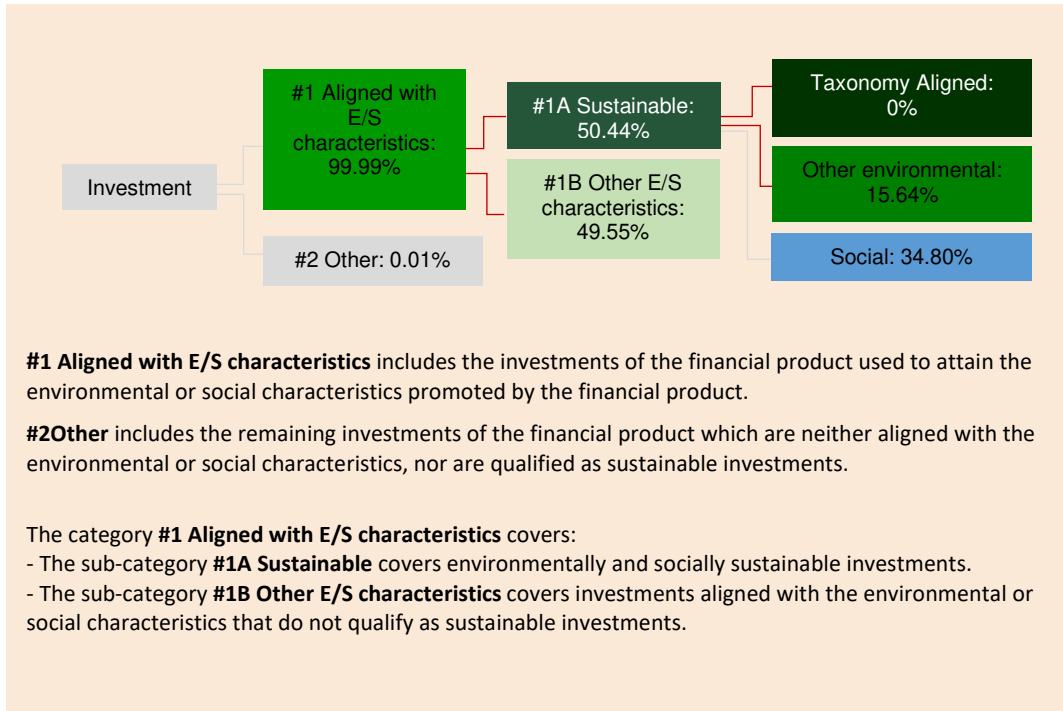 Investment
#1 Aligned with
E/S
characteristics:
99.99%
#2 Other: 0.01%
#1A Sustainable:
50.44%
#1B Other E/S
characteristics:
49.55%
Taxonomy Aligned:
0%
Other environmental:
15.64%
Social: 34.80%
#1 Aligned with E/S characteristics includes the investments of the financial product used to attain the
environmental or social characteristics promoted by the financial product.
#2Other includes the remaining investments of the financial product which are neither aligned with the
environmental or social characteristics, nor are qualified as sustainable investments.
The category #1 Aligned with E/S characteristics covers:
- The sub-category #1A Sustainable covers environmentally and socially sustainable investments.
- The sub-category #1B Other E/S characteristics covers investments aligned with the environmental or
social characteristics that do not qualify as sustainable investments.